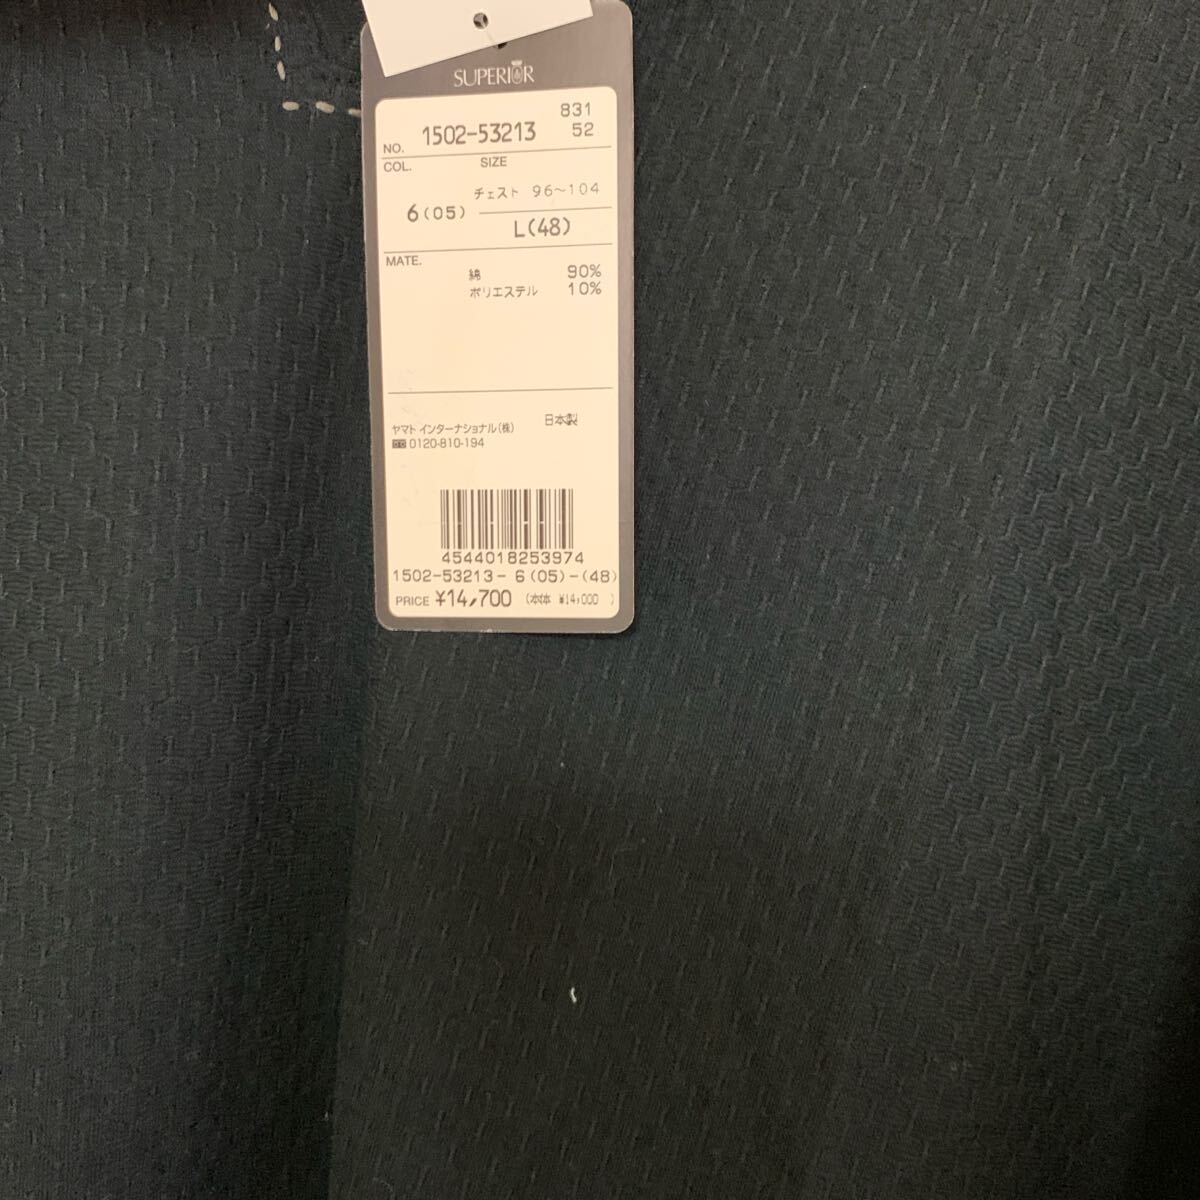 SUPERIOR
831
NO. 1502-53213 52
COL. SIZE
チェスト 96~104
6(05)
L(48)
MATE.
綿 90%
ポリエステル 10%
ヤマト インターナショナル(株) 日本製
0120-810-194
4544018253974
1502-53213- 6(05)-(48)
PRICE ¥14,700 (本体 ¥14,000 )